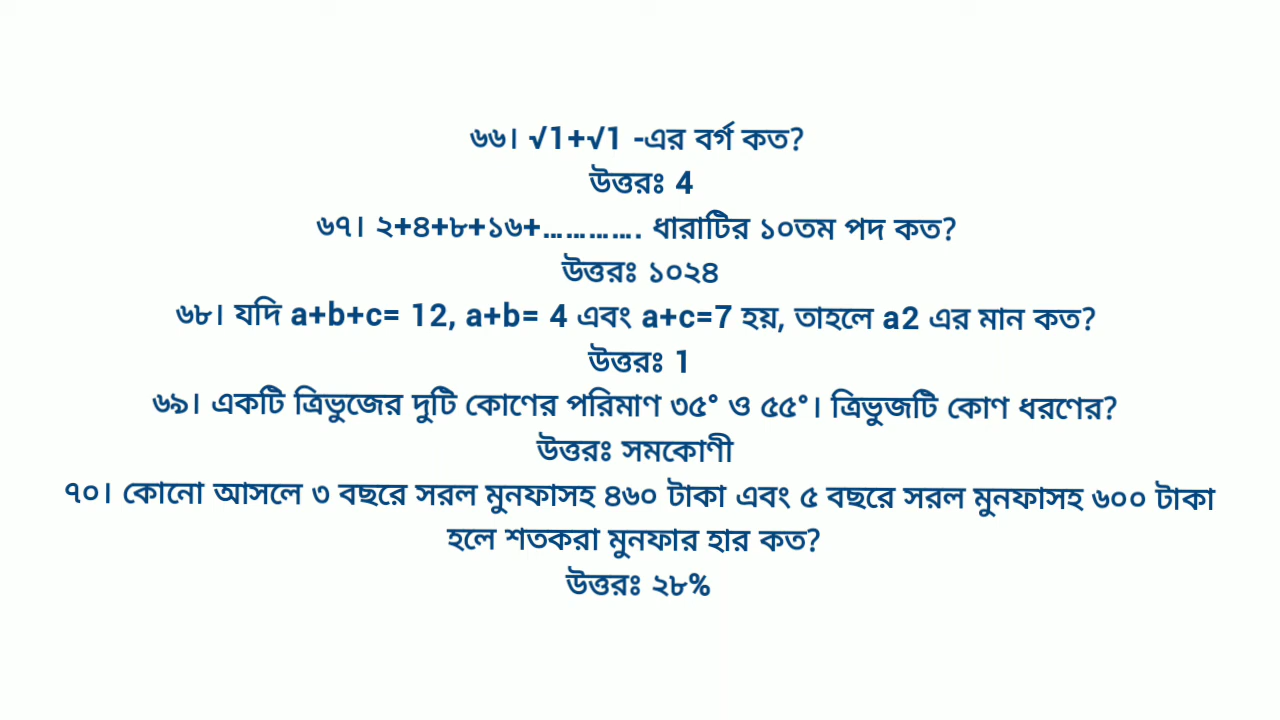 ৬৬। √1+√1 -এর বর্গ কত?
উত্তরঃ 4
৬৭। ২+৪+৮+১৬+…………. ধারাটির ১০তম পদ কত?
উত্তরঃ ১০২৪
৬৮। যদি a+b+c= 12, a+b= 4 এবং a+c=7 হয়, তাহলে a2 এর মান কত?
উত্তরঃ 1
৬৯। একটি ত্রিভুজের দুটি কোণের পরিমাণ ৩৫° ও ৫৫°। ত্রিভুজটি কোণ ধরণের?
উত্তরঃ সমকোণী
৭০। কোনো আসলে ৩ বছরে সরল মুনফাসহ ৪৬০ টাকা এবং ৫ বছরে সরল মুনফাসহ ৬০০ টাকা
হলে শতকরা মুনফার হার কত?
উত্তরঃ ২৮%